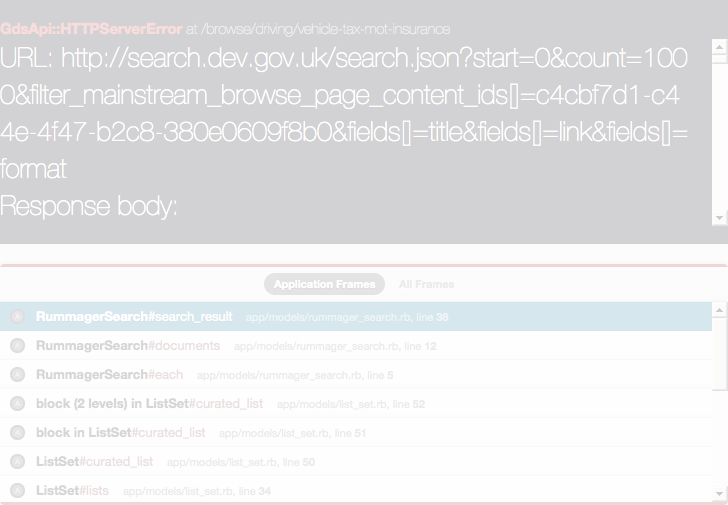 GdsApi::HTTPServerError at /browse/driving/vehicle-tax-mot-insurance
URL: http://search.dev.gov.uk/search.json?start=0&count=100
0&filter_mainstream_browse_page_content_ids[]=c4cbf7d1-c4
4e-4f47-b2c8-380e0609f8b0&fields[]=title&fields[]=link&fields[]=
format
Response body:
Application Frames All Frames
RummagerSearch#search_result app/models/rummager_search.rb, line 38
RummagerSearch#documents app/models/rummager_search.rb, line 12
RummagerSearch#each app/models/rummager_search.rb, line 5
block (2 levels) in ListSet#curated_list app/models/list_set.rb, line 52
block in ListSet#curated_list app/models/list_set.rb, line 51
ListSet#curated_list app/models/list_set.rb, line 50
ListSet#lists app/models/list_set.rb, line 34